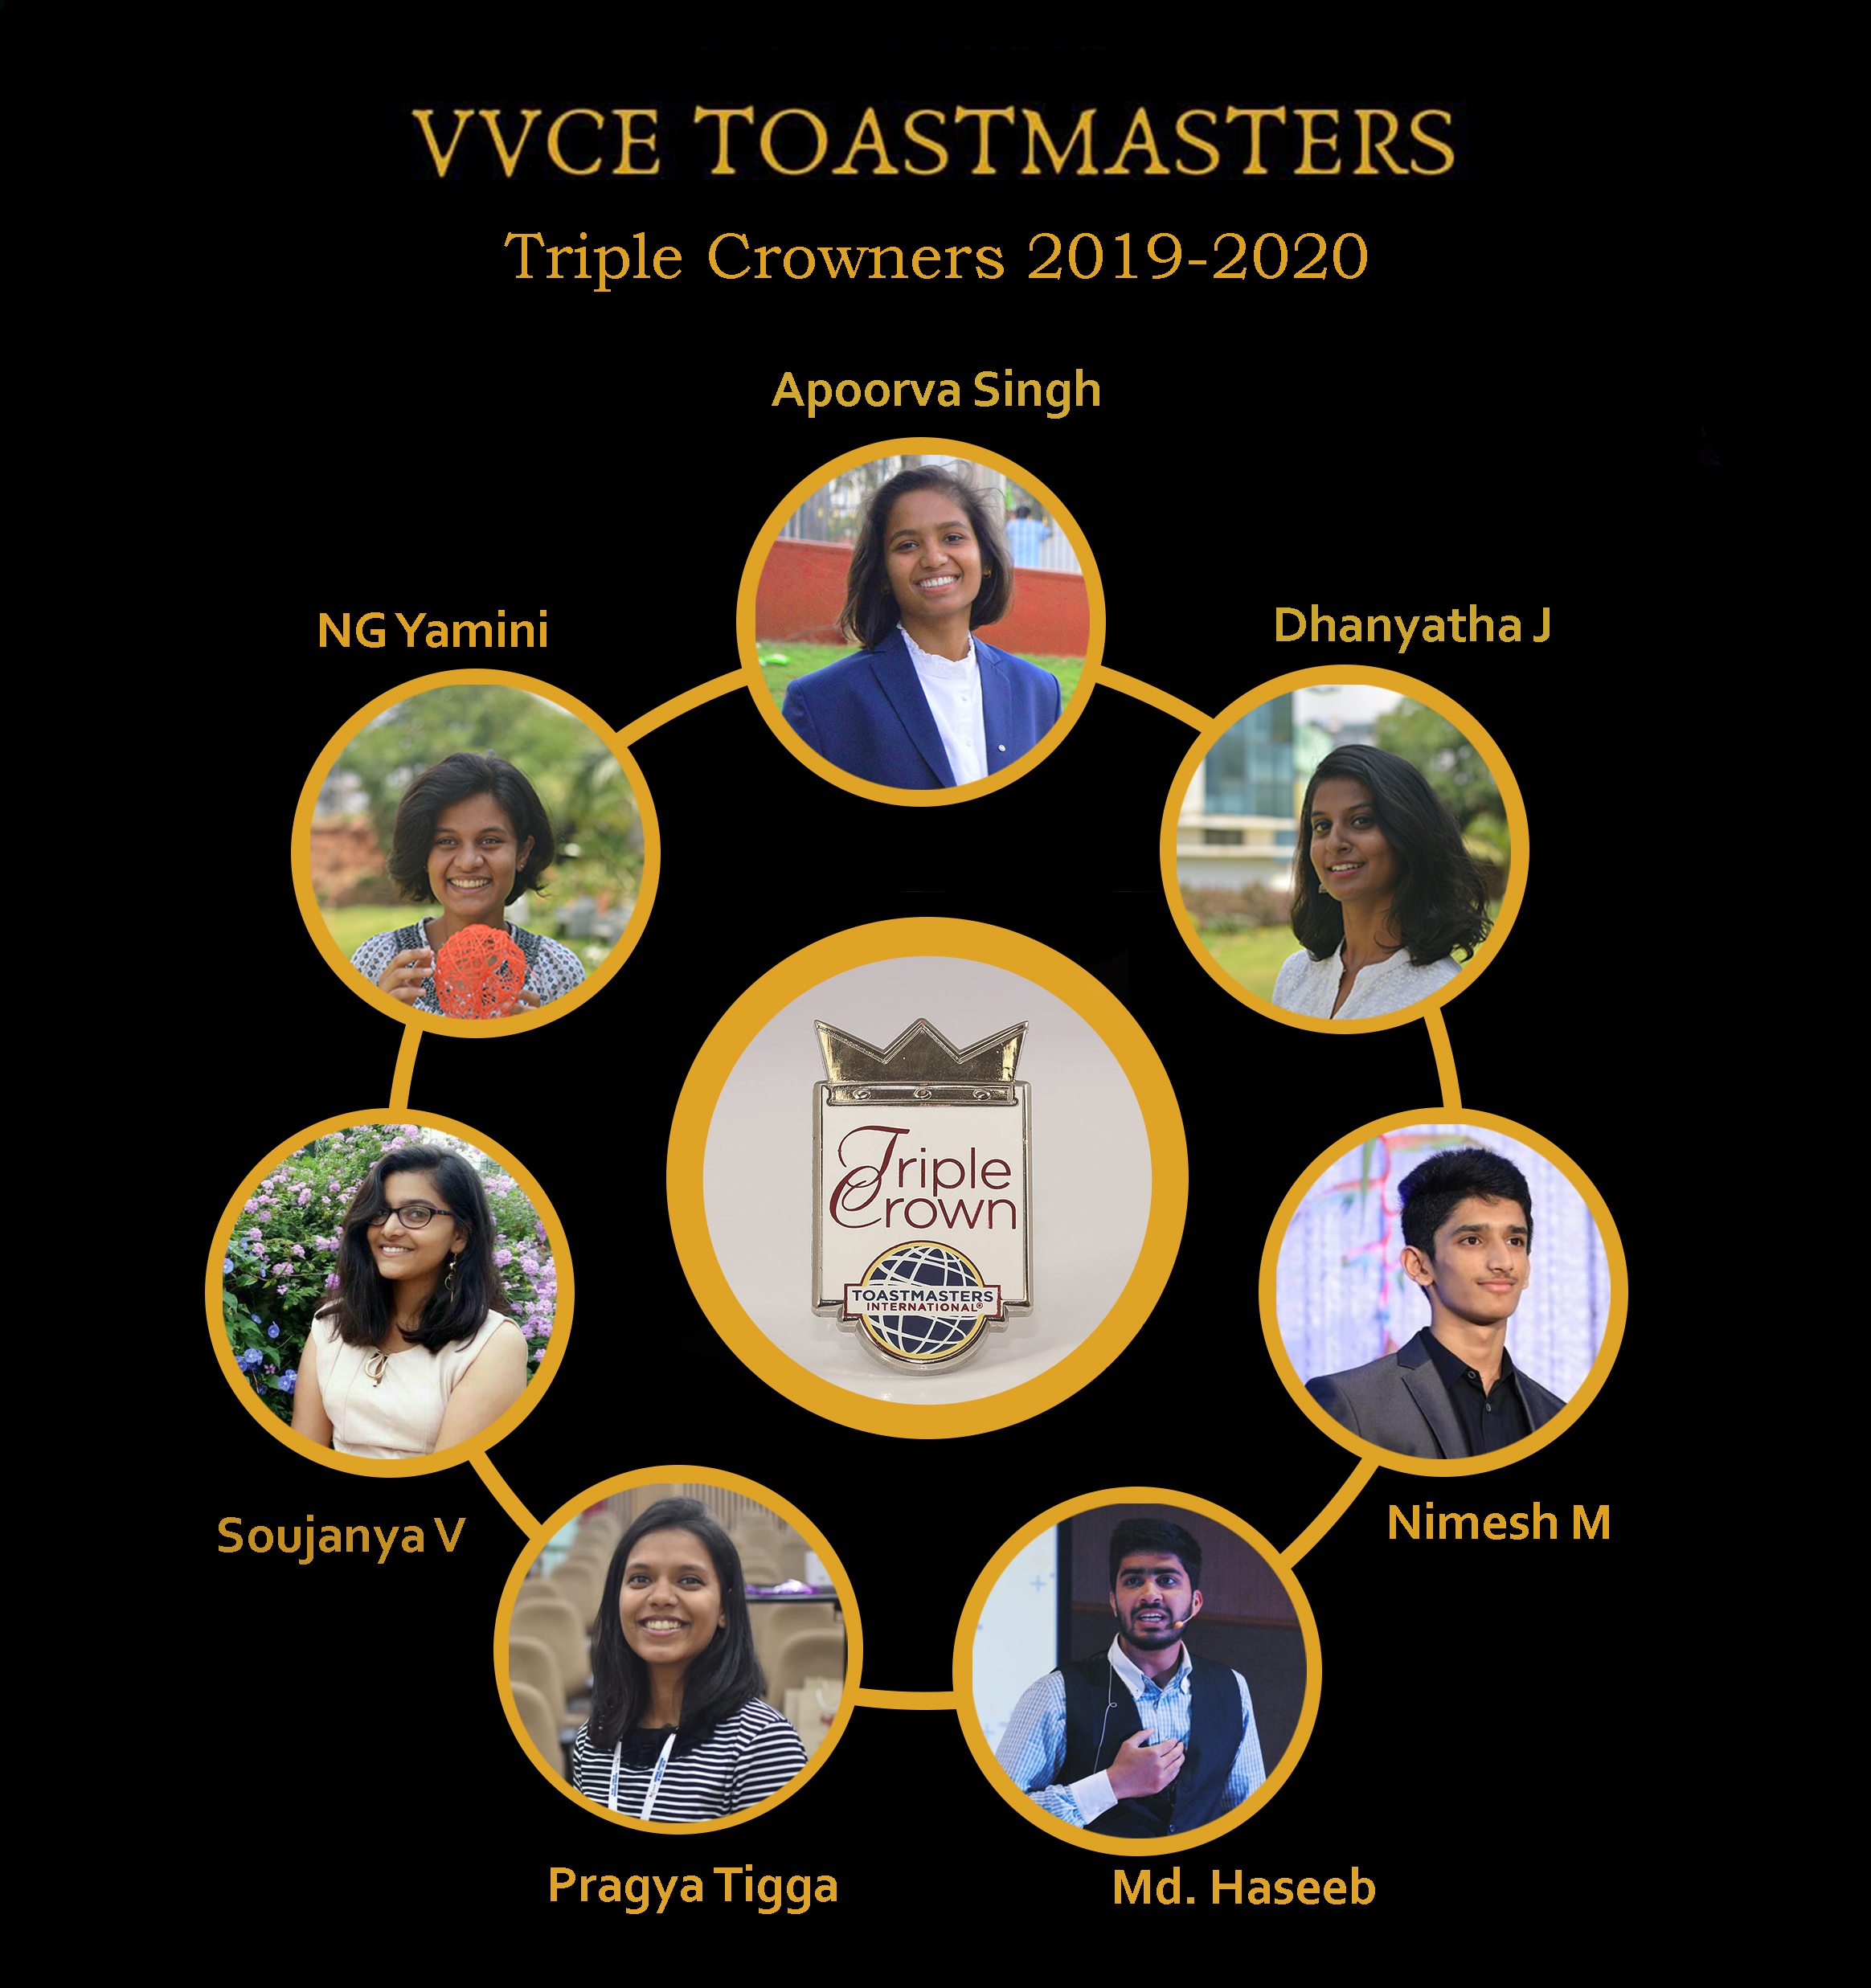 VVCE TOASTMASTERS
Triple Crowners 2019-2020
Apoorva Singh
NG Yamini
Dhanyatha J
Triple
Crown
TOASTMASTERS
INTERNATIONAL®
Soujanya V
Nimesh M
Pragya Tigga
Md. Haseeb